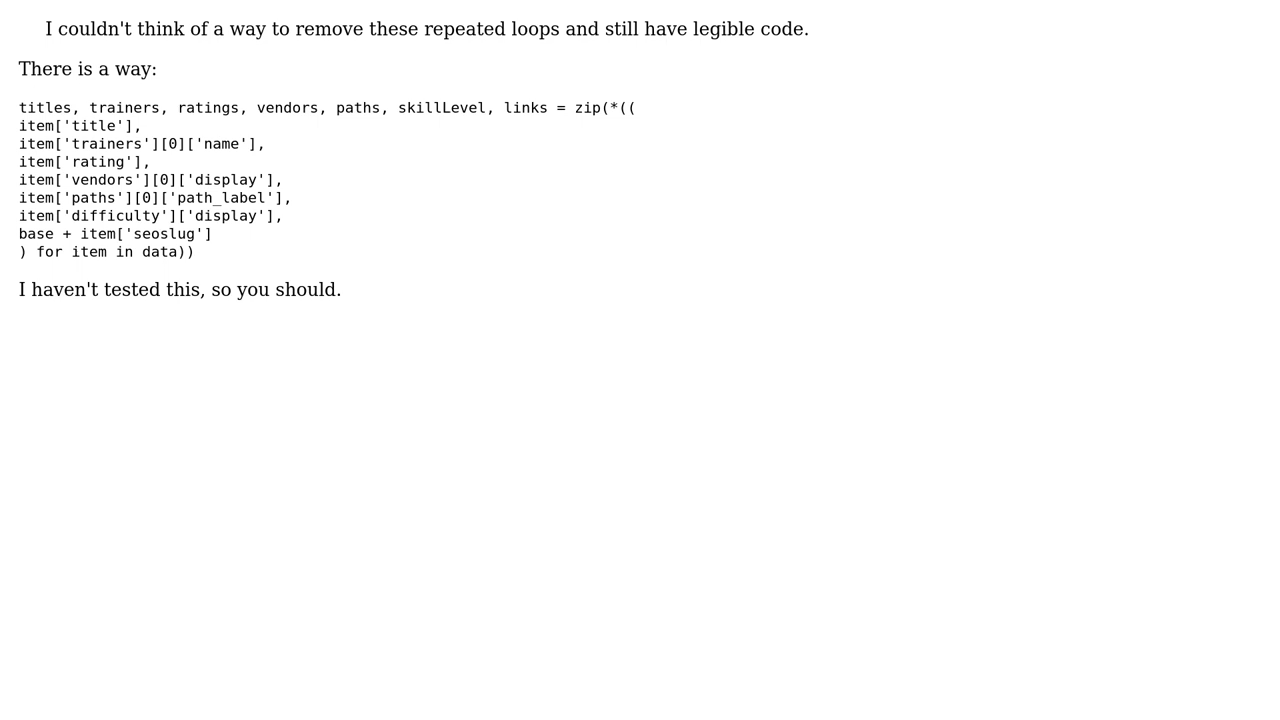 I couldn't think of a way to remove these repeated loops and still have legible code.
There is a way:
titles, trainers, ratings, vendors, paths, skillLevel, links = zip(*((
item['title'],
item['trainers'][0]['name'],
item['rating'],
item['vendors'][0]['display'],
item['paths'][0]['path_label'],
item['difficulty']['display'],
base + item['seoslug']
) for item in data))
I haven't tested this, so you should.